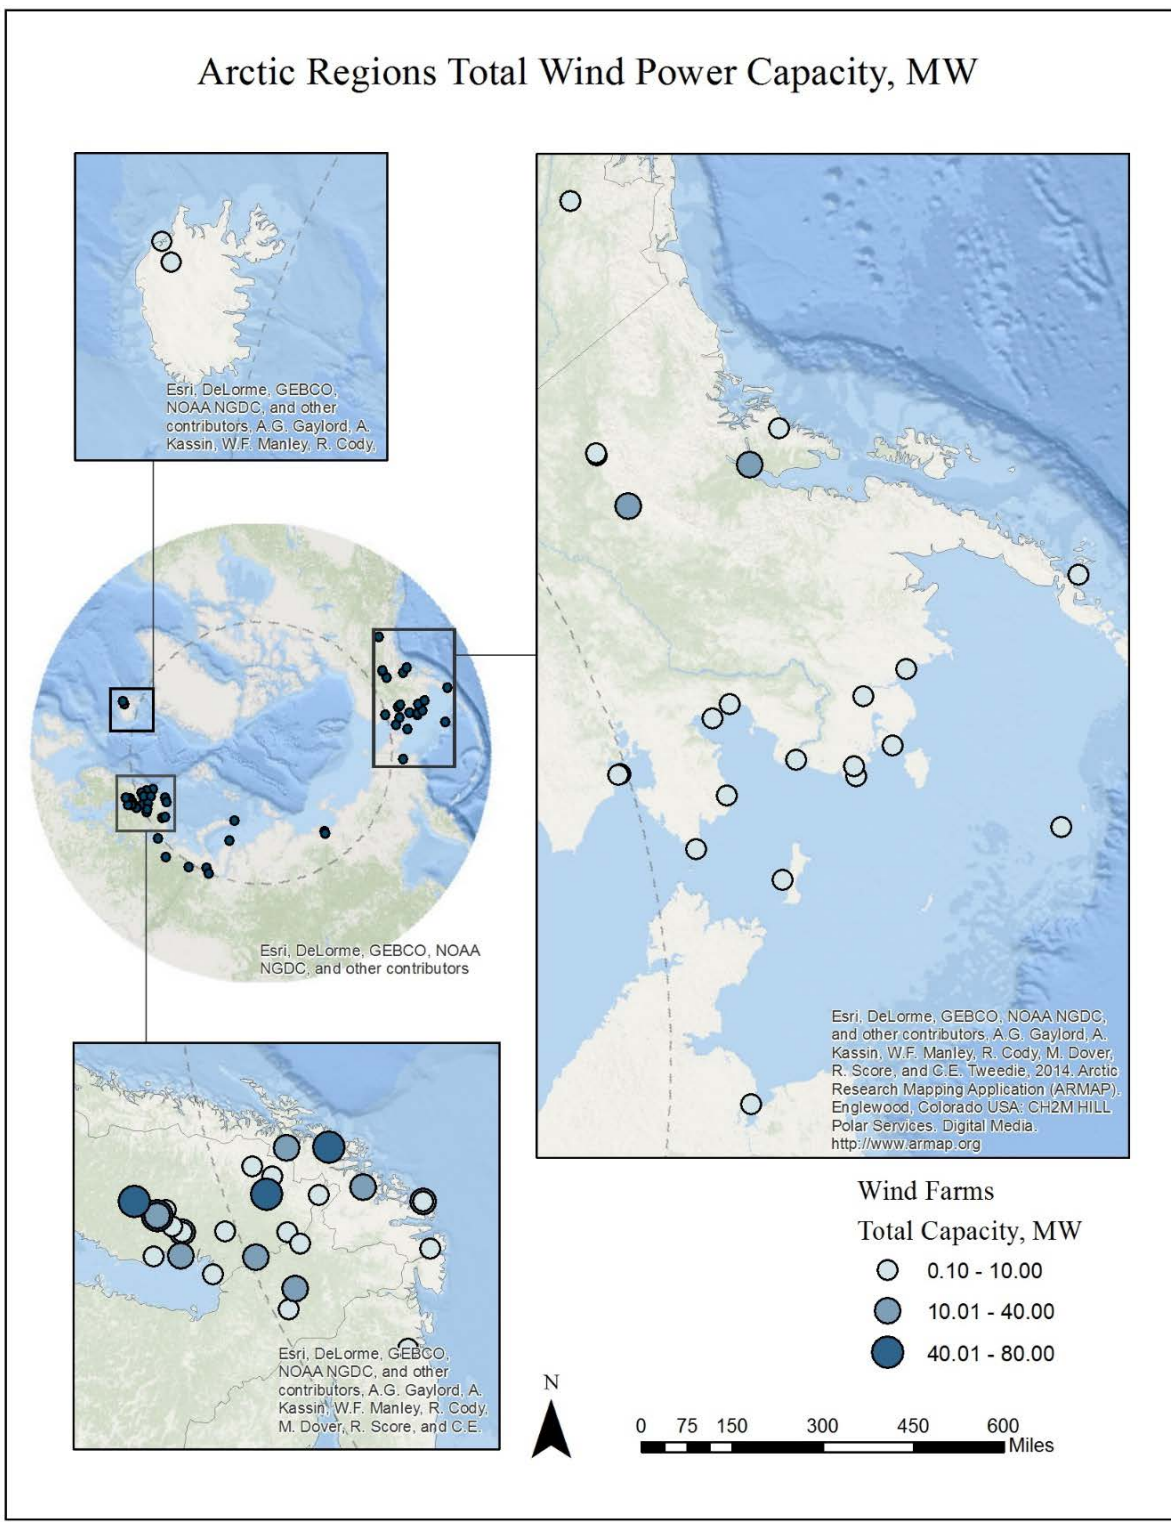 Arctic Regions Total Wind Power Capacity, MW
Esri, DeLorme, GEBCO,
NOAA NGDC, and other
contributors, A.G. Gaylord, A.
Kassin, W.F. Manley, R. Cody,
Esri, DeLorme, GEBCO, NOAA
NGDC, and other contributors
Esri, DeLorme, GEBCO, NOAA NGDC,
and other contributors, A.G. Gaylord, A.
Kassin, W.F. Manley, R. Cody, M. Dover,
R. Score, and C.E. Tweedie, 2014. Arctic
Research Mapping Application (ARMAP).
Englewood, Colorado USA: CH2M HILL
Polar Services. Digital Media.
http://www.armap.org
Esri, DeLorme, GEBCO,
NOAA NGDC, and other
contributors, A.G. Gaylord, A.
Kassin, W.F. Manley, R. Cody,
M. Dover, R. Score, and C.E.
Wind Farms
Total Capacity, MW
0.10 - 10.00
10.01 - 40.00
40.01 - 80.00
N
0 75 150 300 450 600
Miles